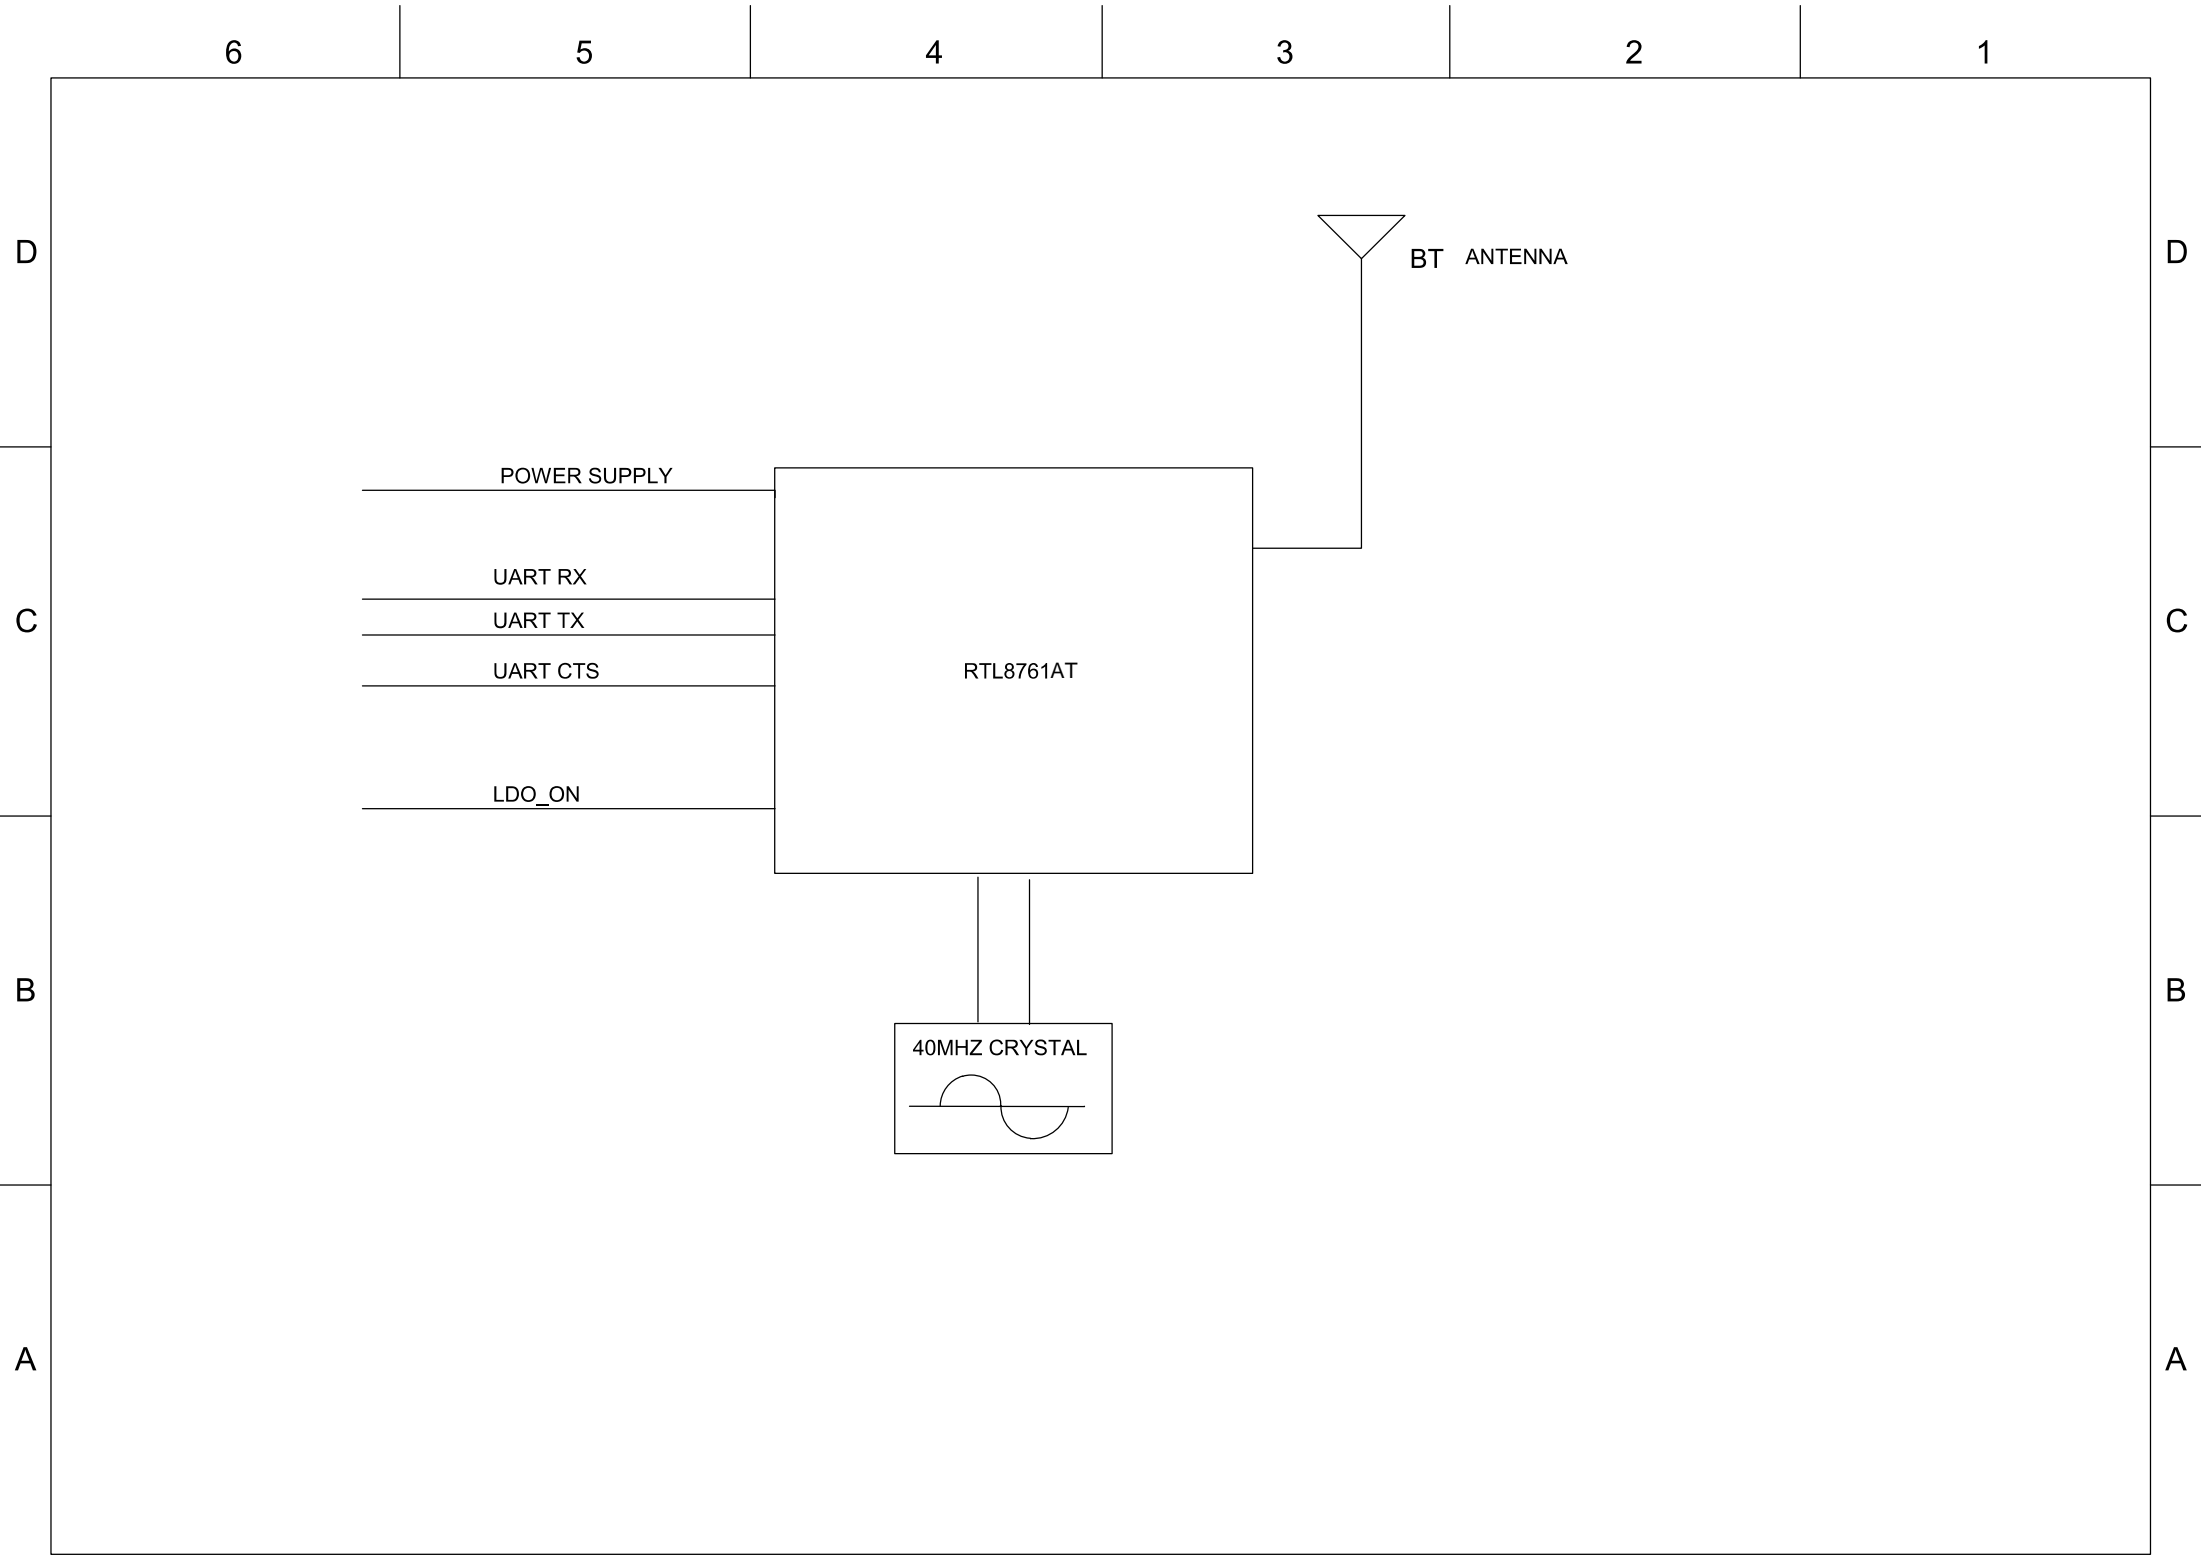 6 5 4 3 2 1
D BT ANTENNA D
POWER SUPPLY
UART RX
C UART TX C
UART CTS RTL8761AT
LDO_ON
B B
40MHZ CRYSTAL
A A